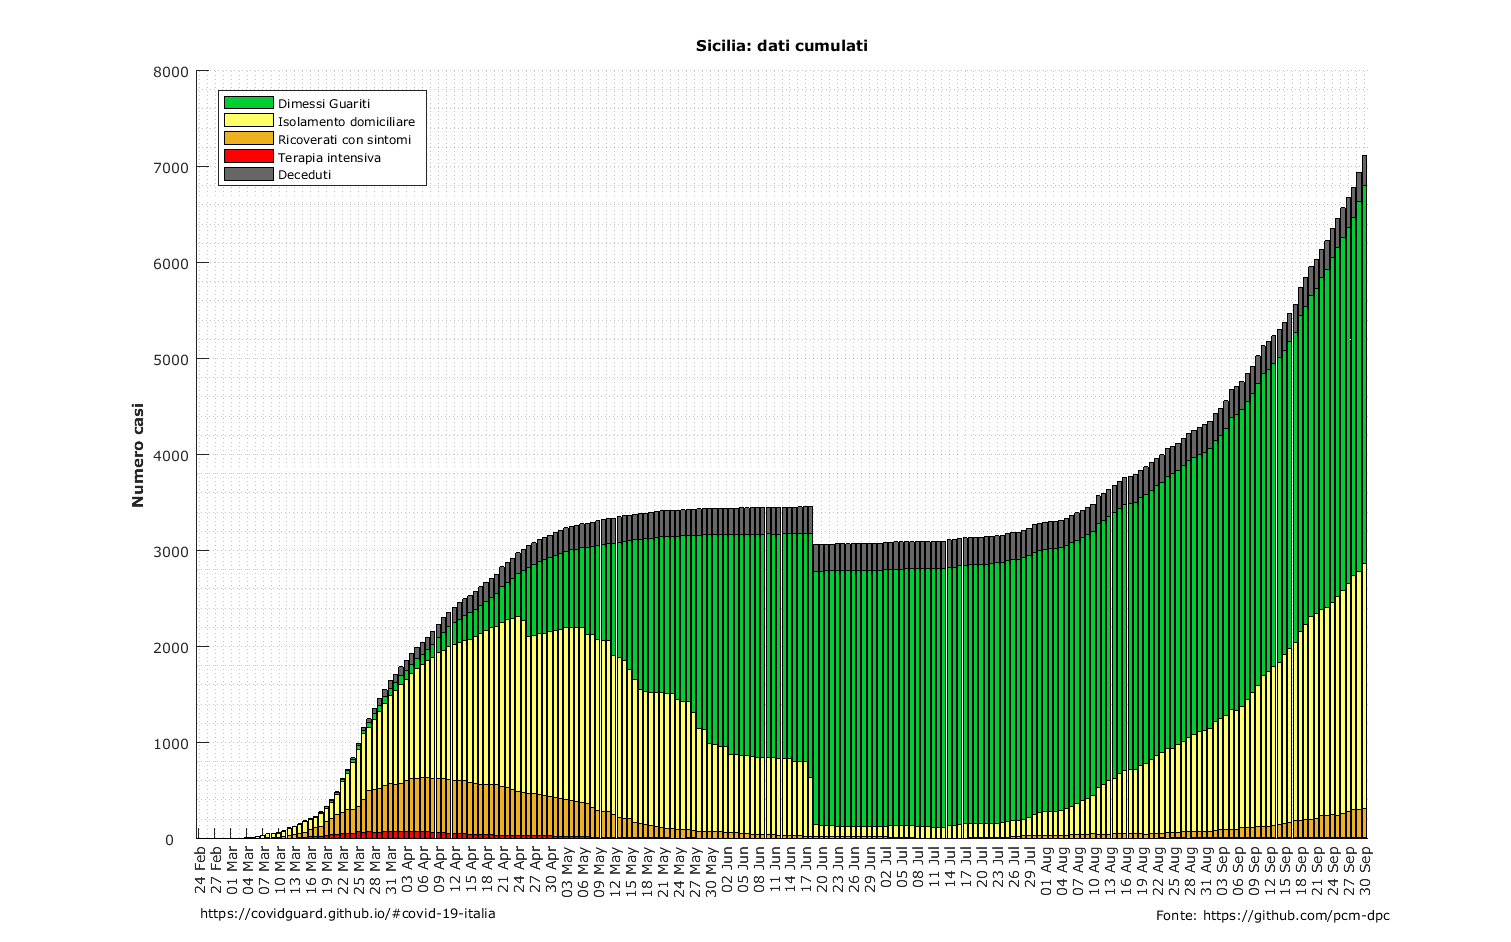 Sicilia: dati cumulati
8000
7000
6000
5000
4000
3000
2000
1000
0
Numero casi
Dimessi Guariti
Isolamento domiciliare
Ricoverati con sintomi
Terapia intensiva
Deceduti
24 Feb
27 Feb
01 Mar
04 Mar
07 Mar
10 Mar
13 Mar
16 Mar
19 Mar
22 Mar
25 Mar
28 Mar
31 Mar
03 Apr
06 Apr
09 Apr
12 Apr
15 Apr
18 Apr
21 Apr
24 Apr
27 Apr
30 Apr
03 May
06 May
09 May
12 May
15 May
18 May
21 May
24 May
27 May
30 May
02 Jun
05 Jun
08 Jun
11 Jun
14 Jun
17 Jun
20 Jun
23 Jun
26 Jun
29 Jun
02 Jul
05 Jul
08 Jul
11 Jul
14 Jul
17 Jul
20 Jul
23 Jul
26 Jul
29 Jul
01 Aug
04 Aug
07 Aug
10 Aug
13 Aug
16 Aug
19 Aug
22 Aug
25 Aug
28 Aug
31 Aug
03 Sep
06 Sep
09 Sep
12 Sep
15 Sep
18 Sep
21 Sep
24 Sep
27 Sep
30 Sep
https://covidguard.github.io/#covid-19-italia
Fonte: https://github.com/pcm-dpc